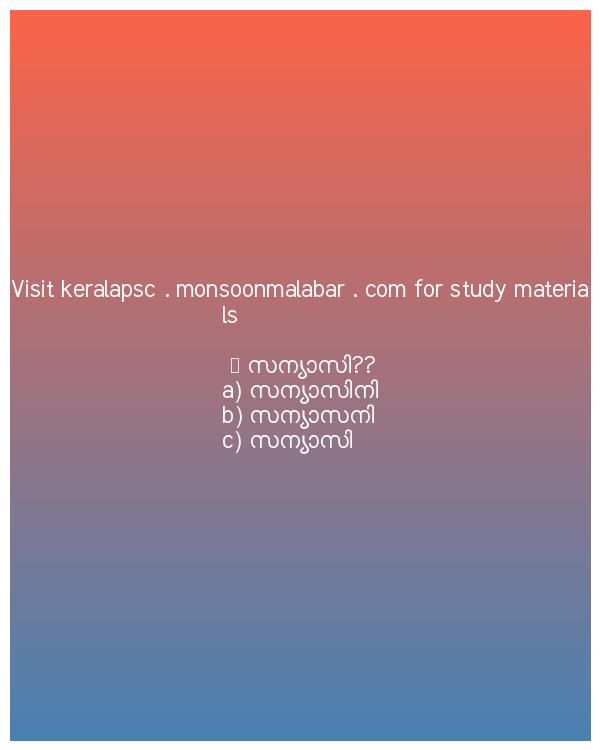 Visit keralapsc . monsoonmalabar . com for study materia
ls
സന്യാസി??
a) സന്യാസിനി
b) സന്യാസനി
c) സന്യാസി